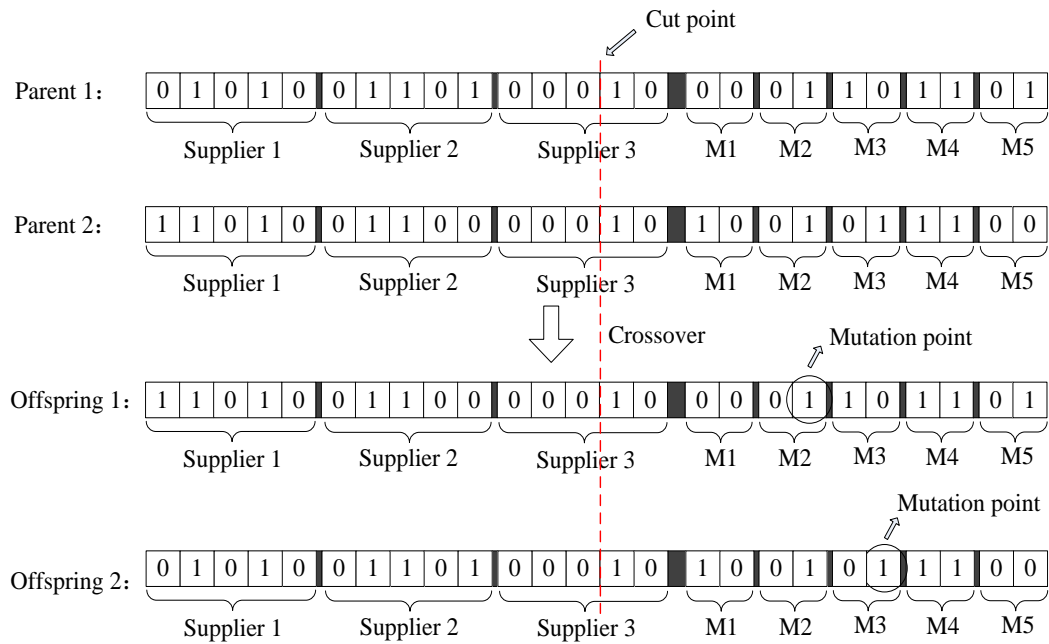 Cut point
Parent 1： 0 1 0 1 0 0 1 1 0 1 0 0 0 1 0 0 0 0 1 1 0 1 1 0 1
Supplier 1 Supplier 2 Supplier 3 M1 M2 M3 M4 M5
Parent 2： 1 1 0 1 0 0 1 1 0 0 0 0 0 1 0 1 0 0 1 0 1 1 1 0 0
Supplier 1 Supplier 2 Supplier 3 M1 M2 M3 M4 M5
Crossover
Mutation point
Offspring 1： 1 1 0 1 0 0 1 1 0 0 0 0 0 1 0 0 0 0 1 1 0 1 1 0 1
Supplier 1 Supplier 2 Supplier 3 M1 M2 M3 M4 M5
Mutation point
Offspring 2： 0 1 0 1 0 0 1 1 0 1 0 0 0 1 0 1 0 0 1 0 1 1 1 0 0
Supplier 1 Supplier 2 Supplier 3 M1 M2 M3 M4 M5